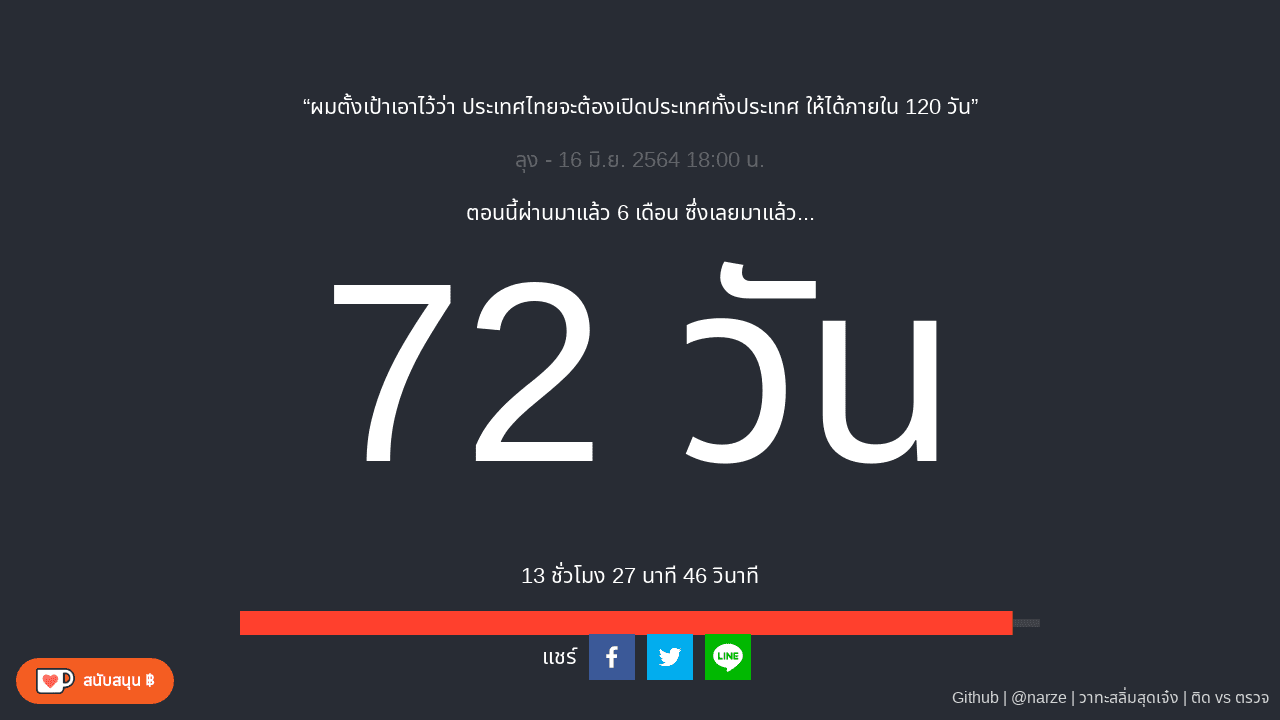 “ผมตั้งเป้าเอาไว้ว่า ประเทศไทยจะต้องเปิดประเทศทั้งประเทศ ให้ได้ภายใน 120 วัน”
ลุง - 16 มิ.ย. 2564 18:00 น.
ตอนนี้ผ่านมาแล้ว 6 เดือน ซึ่งเลยมาแล้ว...
72 วัน
13 ชั่วโมง 27 นาที 46 วินาที
แชร์
LINE
สนับสนุน ฿
Github | @narze | วาทะสลิ่มสุดเจ๋ง | ติด vs ตรวจ